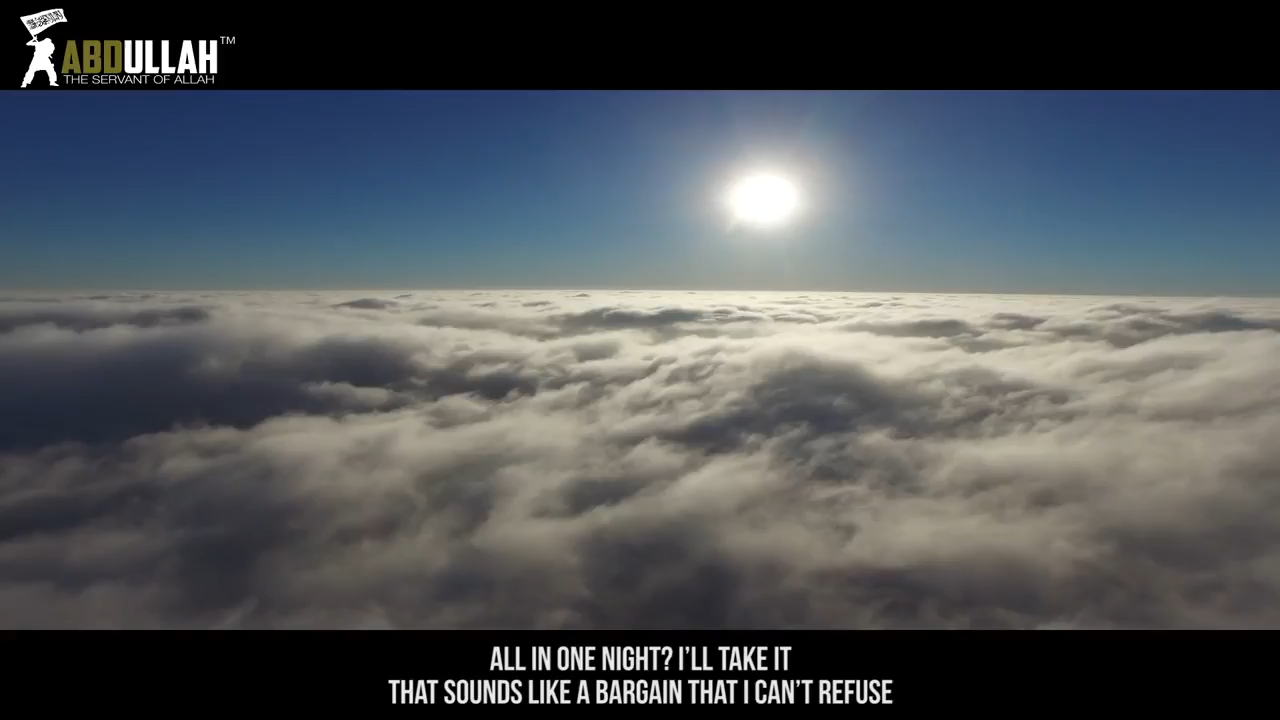 ABDULLAH™
THE SERVANT OF ALLAH
ALL IN ONE NIGHT? I'LL TAKE IT
THAT SOUNDS LIKE A BARGAIN THAT I CAN'T REFUSE